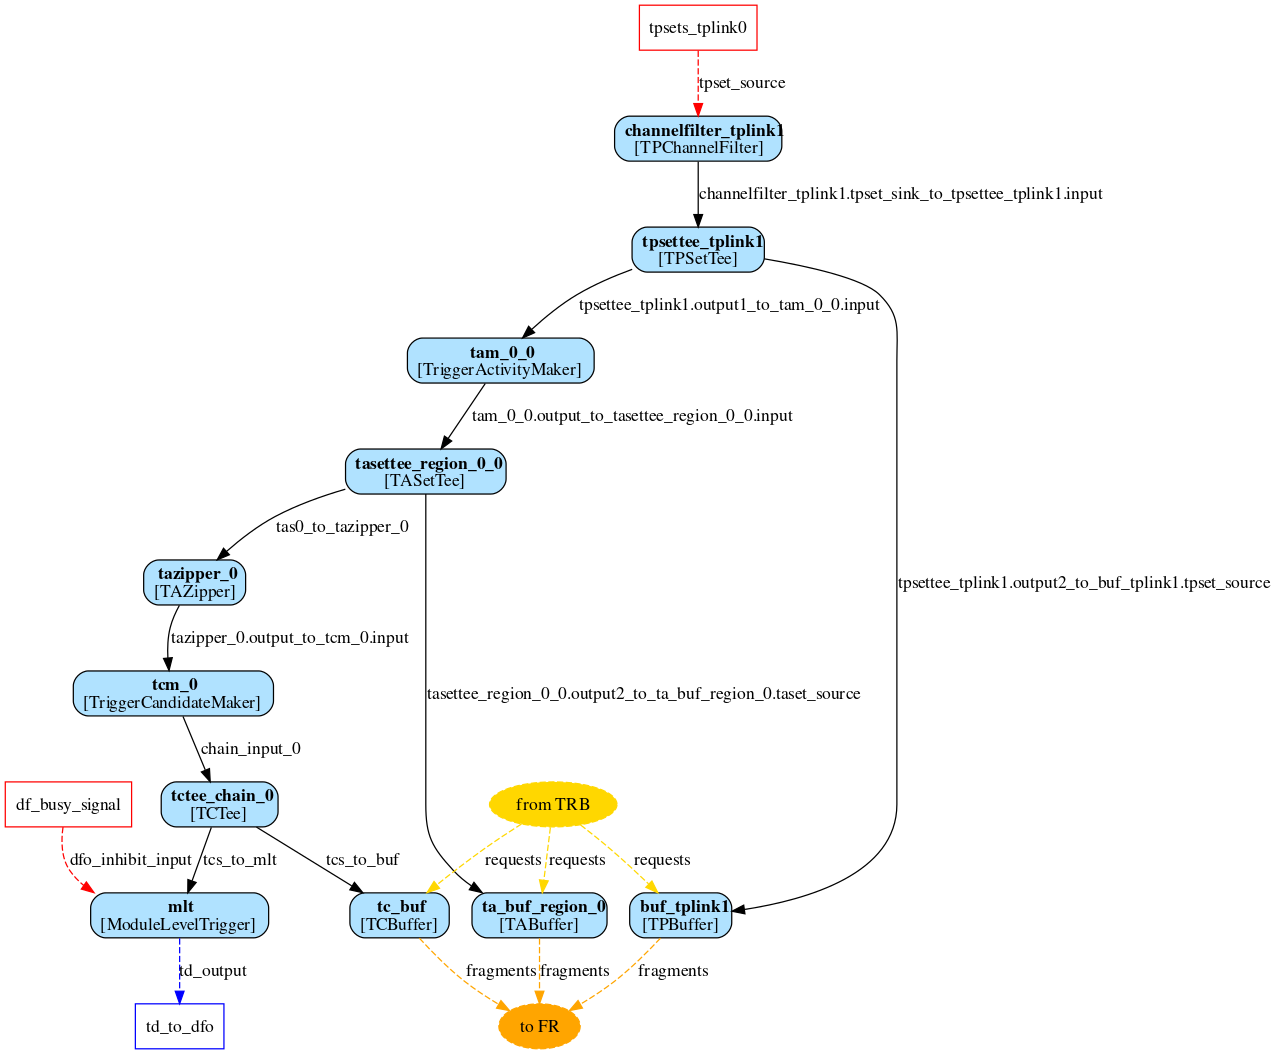 tpsets_tplink0
tpset_source
channelfilter_tplink1
[TPChannelFilter]
channelfilter_tplink1.tpset_sink_to_tpsettee_tplink1.input
tpsettee_tplink1
[TPSetTee]
tpsettee_tplink1.output1_to_tam_0_0.input
tam_0_0
[TriggerActivityMaker]
tam_0_0.output_to_tasettee_region_0_0.input
tasettee_region_0_0
[TASetTee]
tas0_to_tazipper_0
tazipper_0
[TAZipper]
tpsettee_tplink1.output2_to_buf_tplink1.tpset_source
tazipper_0.output_to_tcm_0.input
tcm_0
[TriggerCandidateMaker]
tasettee_region_0_0.output2_to_ta_buf_region_0.taset_source
chain_input_0
df_busy_signal
tctee_chain_0
[TCTee]
from TRB
dfo_inhibit_input
tcs_to_mlt
tcs_to_buf
requests
requests
requests
mlt
[ModuleLevelTrigger]
tc_buf
[TCBuffer]
ta_buf_region_0
[TABuffer]
buf_tplink1
[TPBuffer]
td_output
fragments
fragments
fragments
td_to_dfo
to FR